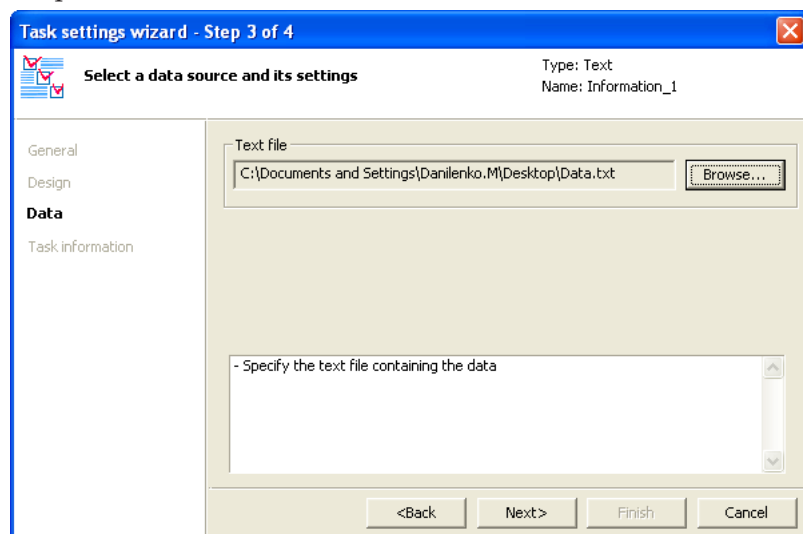 Task settings wizard - Step 3 of 4
Select a data source and its settings
Type: Text
Name: Information_1
General
Design
Data
Task information
Text file
C:\Documents and Settings\Danilenko.M\Desktop\Data.txt
Browse...
- Specify the text file containing the data
<Back
Next>
Finish
Cancel